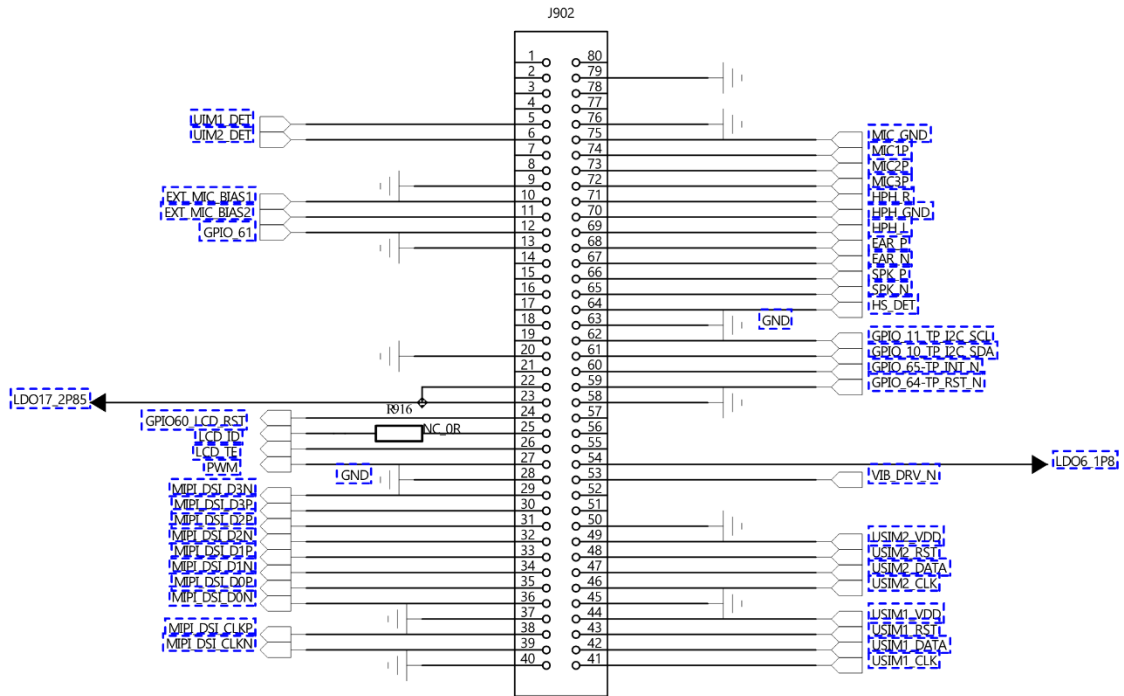 J902
1 80
2 79
3 78
4 77
UIM1_DET 5 76
UIM2_DET 6 75 MIC_GND
7 74 MIC1P
8 73 MIC2P
9 72 MIC3P
EXT_MIC_BIAS1 10 71 HPH_R
EXT_MIC_BIAS2 11 70 HPH_GND
GPIO_61 12 69 HPH_L
13 68 EAR_P
14 67 EAR_N
15 66 SPK_P
16 65 SPK_N
17 64 HS_DET
18 63 GND
19 62 GPIO_11_TP_I2C_SCL
20 61 GPIO_10_TP_I2C_SDA
21 60 GPIO_65-TP_INT_N
22 59 GPIO_64-TP_RST_N
LDO17_2P85 23 58
R916
GPIO60_LCD_RST 24 57
LCD_ID NC_0R 25 56
LCD_TE 26 55
PWM 27 54 LDO6_1P8
GND 28 53 VIB_DRV_N
MIPI_DSI_D3N 29 52
MIPI_DSI_D3P 30 51
MIPI_DSI_D2P 31 50
MIPI_DSI_D2N 32 49 USIM2_VDD
MIPI_DSI_D1P 33 48 USIM2_RST
MIPI_DSI_D1N 34 47 USIM2_DATA
MIPI_DSI_D0P 35 46 USIM2_CLK
MIPI_DSI_D0N 36 45
37 44 USIM1_VDD
MIPI_DSI_CLKP 38 43 USIM1_RST
MIPI_DSI_CLKN 39 42 USIM1_DATA
40 41 USIM1_CLK